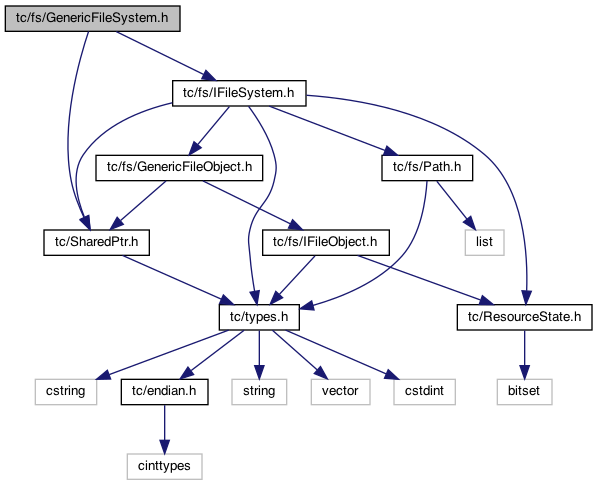 tc/fs/GenericFileSystem.h
tc/fs/IFileSystem.h
tc/fs/GenericFileObject.h
tc/fs/Path.h
tc/SharedPtr.h
tc/fs/IFileObject.h
list
tc/types.h
tc/ResourceState.h
cstring
tc/endian.h
string
vector
cstdint
bitset
cinttypes